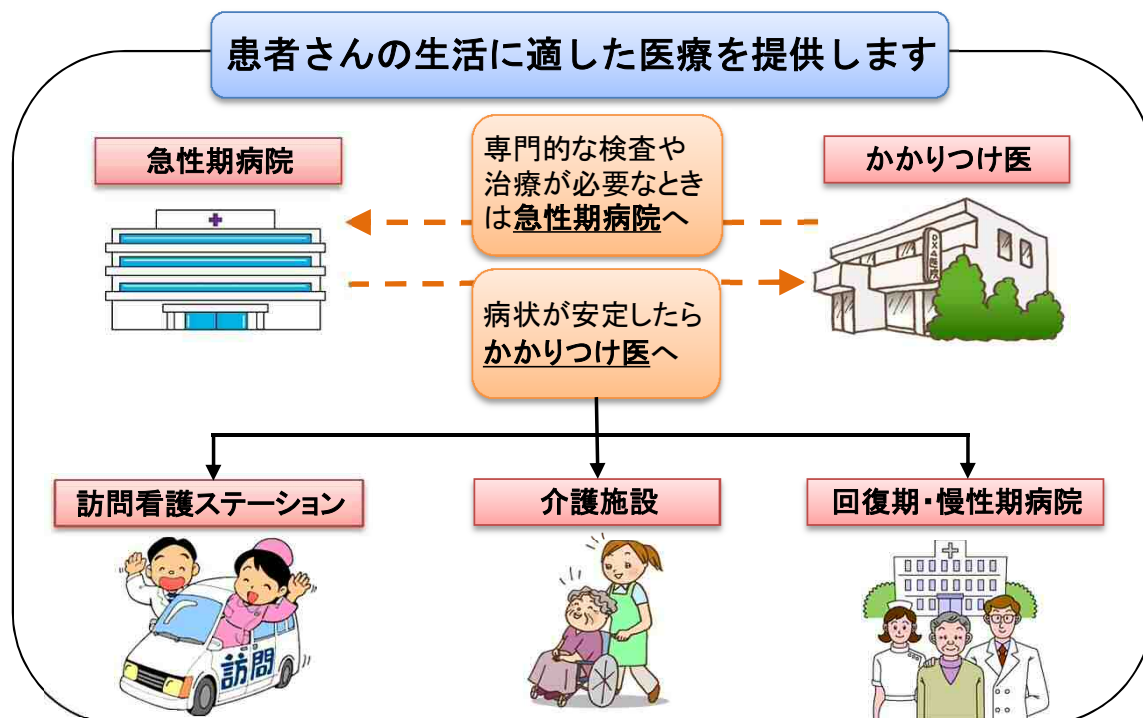 患者さんの生活に適した医療を提供します
急性期病院
専門的な検査や
治療が必要なとき
は急性期病院へ
かかりつけ医
病状が安定したら
かかりつけ医へ
訪問看護ステーション
介護施設
回復期・慢性期病院
訪問